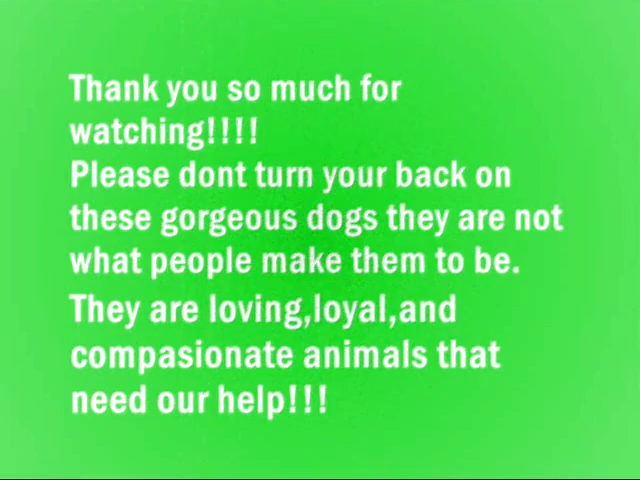 Thank you so much for
watching!!!!
Please dont turn your back on
these gorgeous dogs they are not
what people make them to be.
They are loving,loyal,and
compasionate animals that
need our help!!!